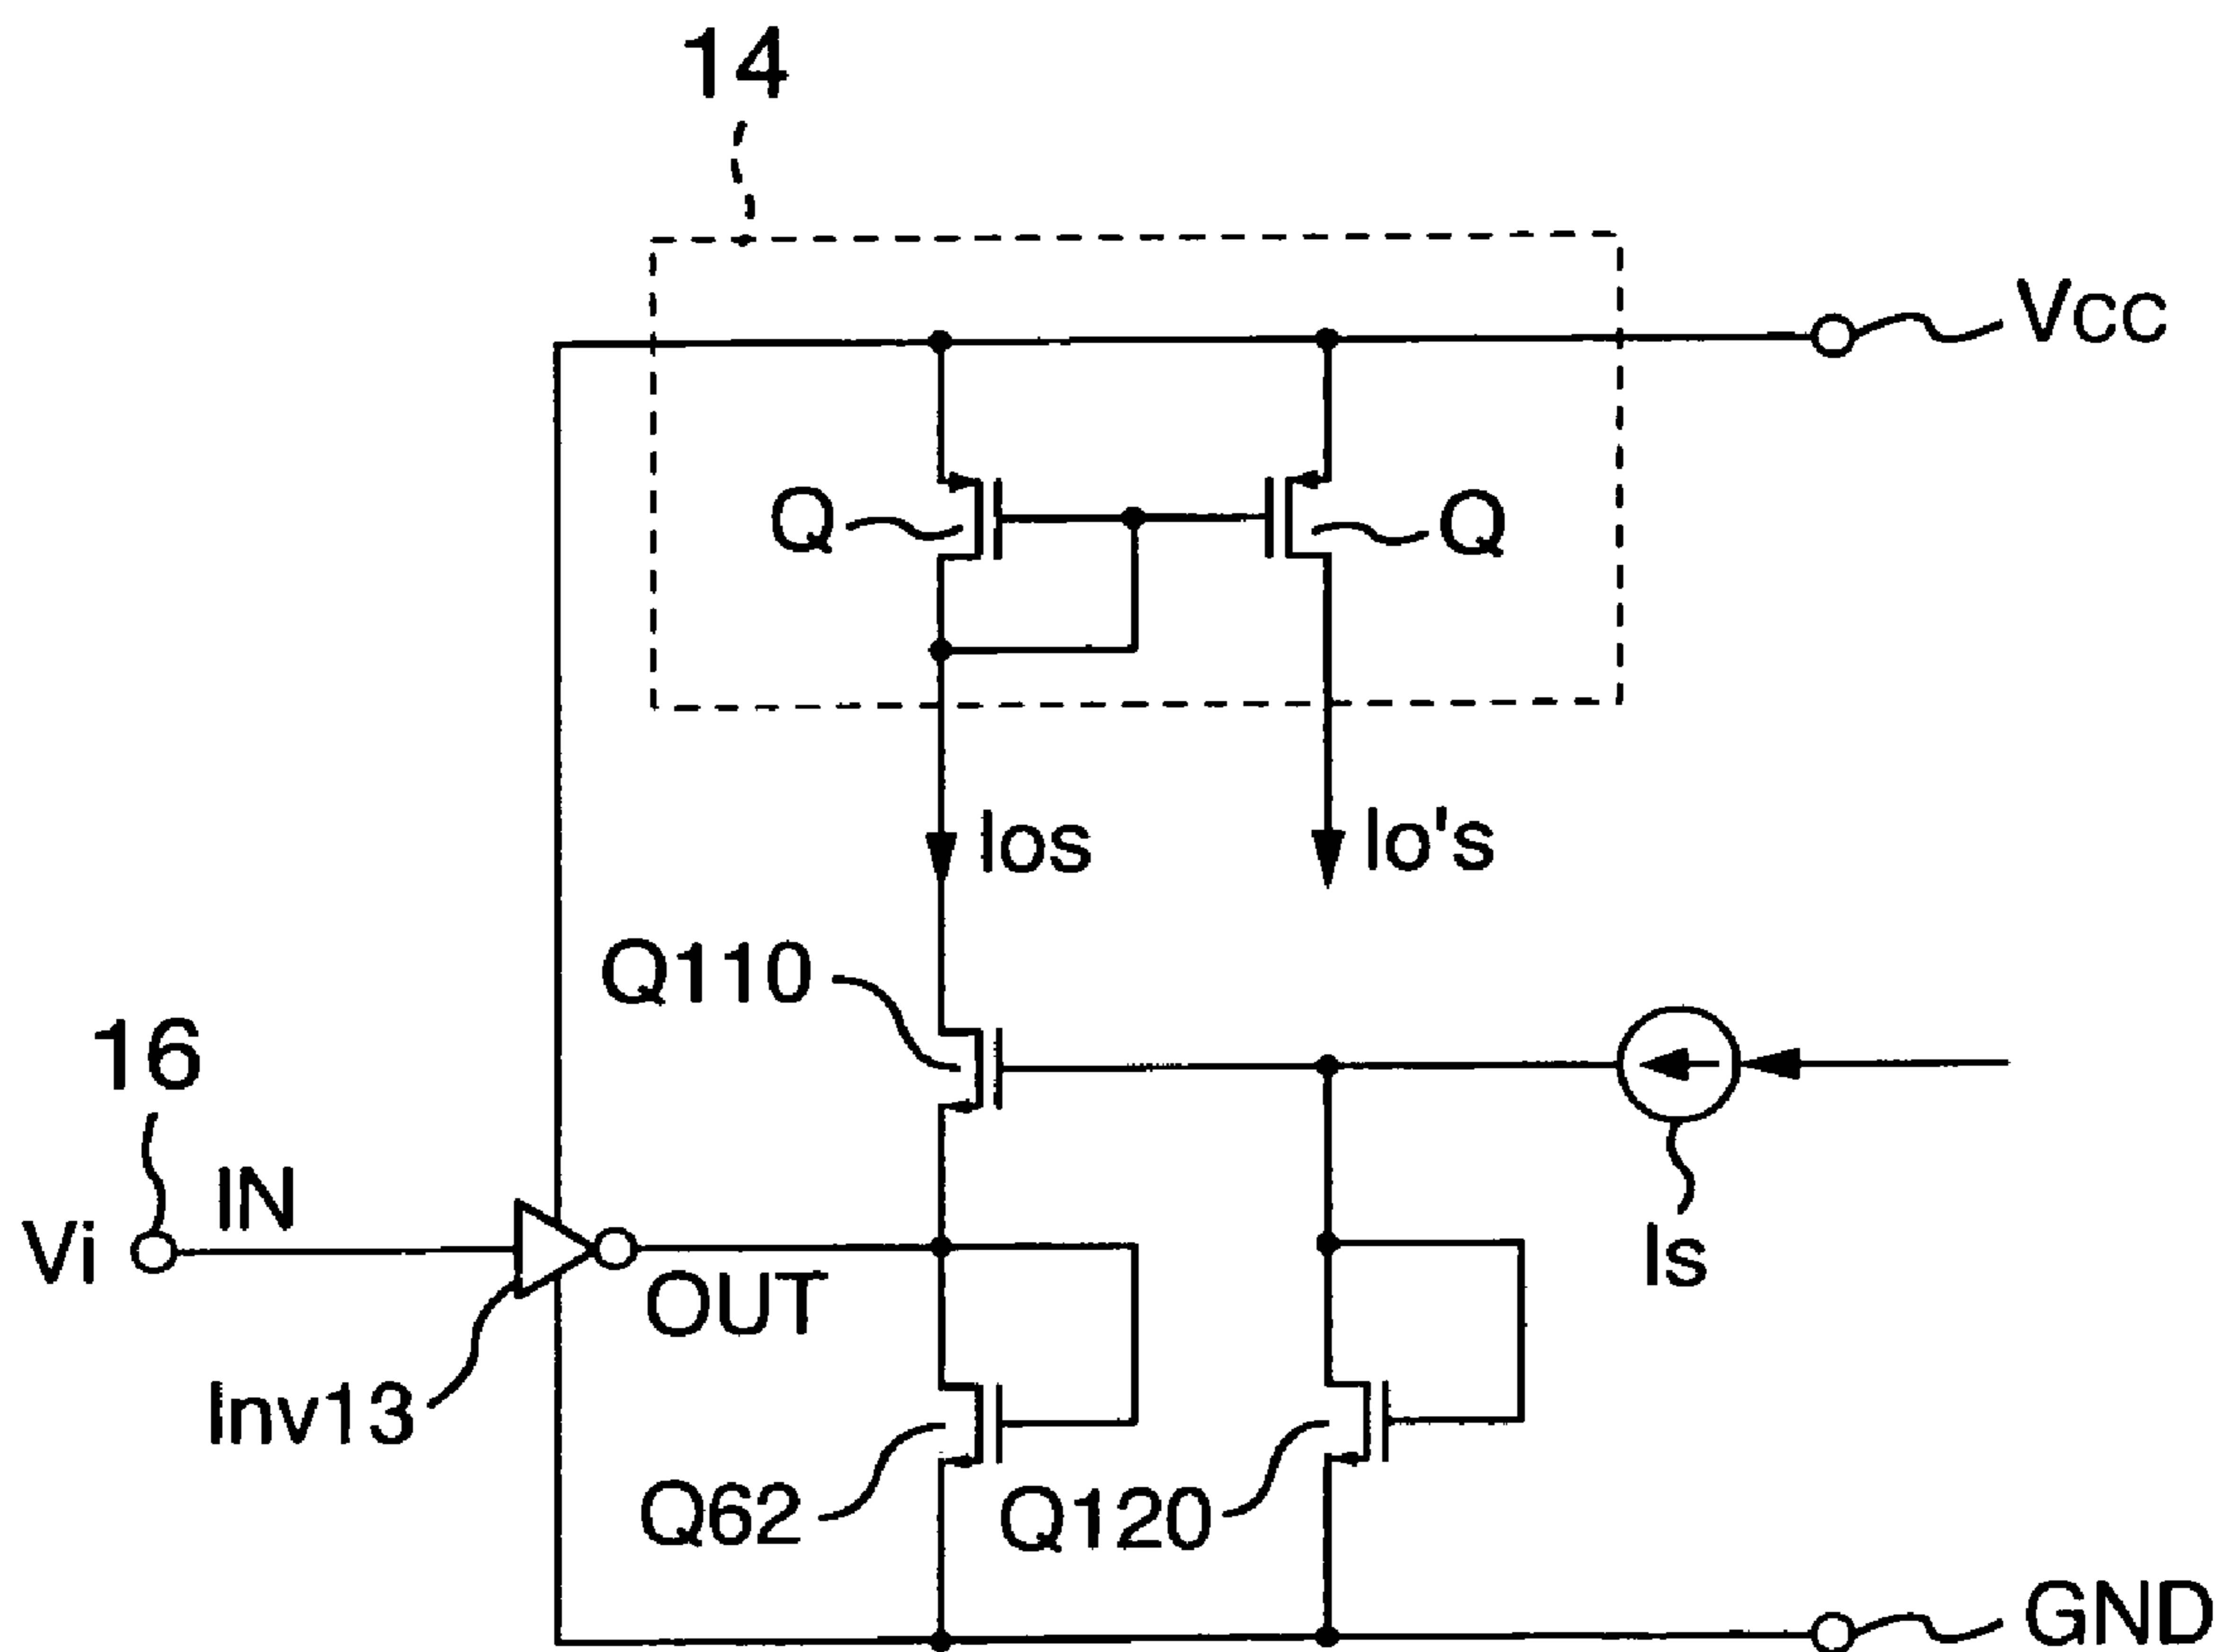 14
Vcc
Q
Q
Ios
Io's
Q110
16
IN
Vi
OUT
Is
Inv13
Q62
Q120
GND